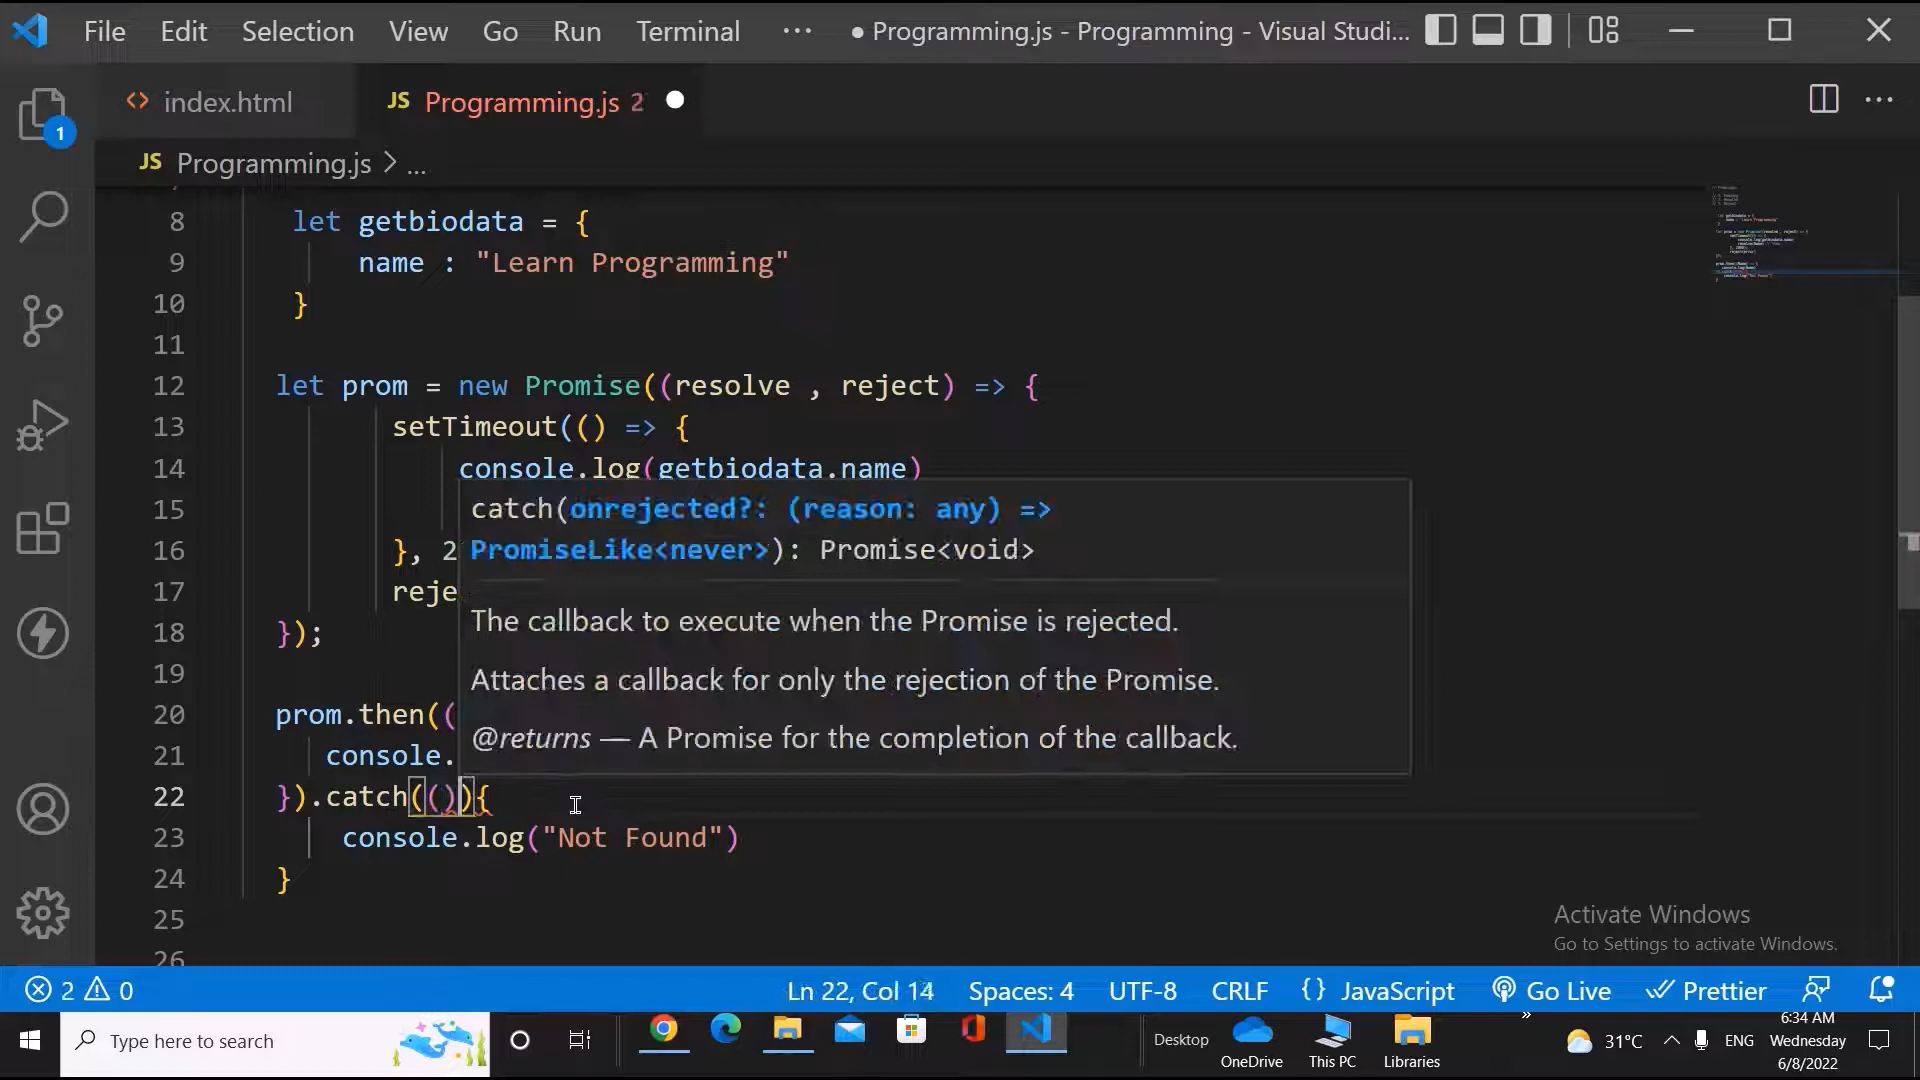 File Edit Selection View Go Run Terminal ··· ● Programming.js - Programming - Visual Studi...
<> index.html JS Programming.js 2 ●
JS Programming.js > ...
1
8 let getbiodata = {
9 name : "Learn Programming"
10 }
11
12 let prom = new Promise((resolve , reject) => {
13 setTimeout(() => {
14 console.log(getbiodata.name)
15
catch(onrejected?: (reason: any) =>
16 }, 2
PromiseLike<never>): Promise<void>
17 reje
The callback to execute when the Promise is rejected.
18 });
19
Attaches a callback for only the rejection of the Promise.
20 prom.then((
@returns — A Promise for the completion of the callback.
21 console.
22 }).catch(()){
23 console.log("Not Found")
24 }
25
26
Activate Windows
Go to Settings to activate Windows.
2 0 Ln 22, Col 14 Spaces: 4 UTF-8 CRLF {} JavaScript Go Live Prettier
Type here to search
Desktop
OneDrive
This PC
Libraries
»
31°C
ENG
6:34 AM
Wednesday
6/8/2022